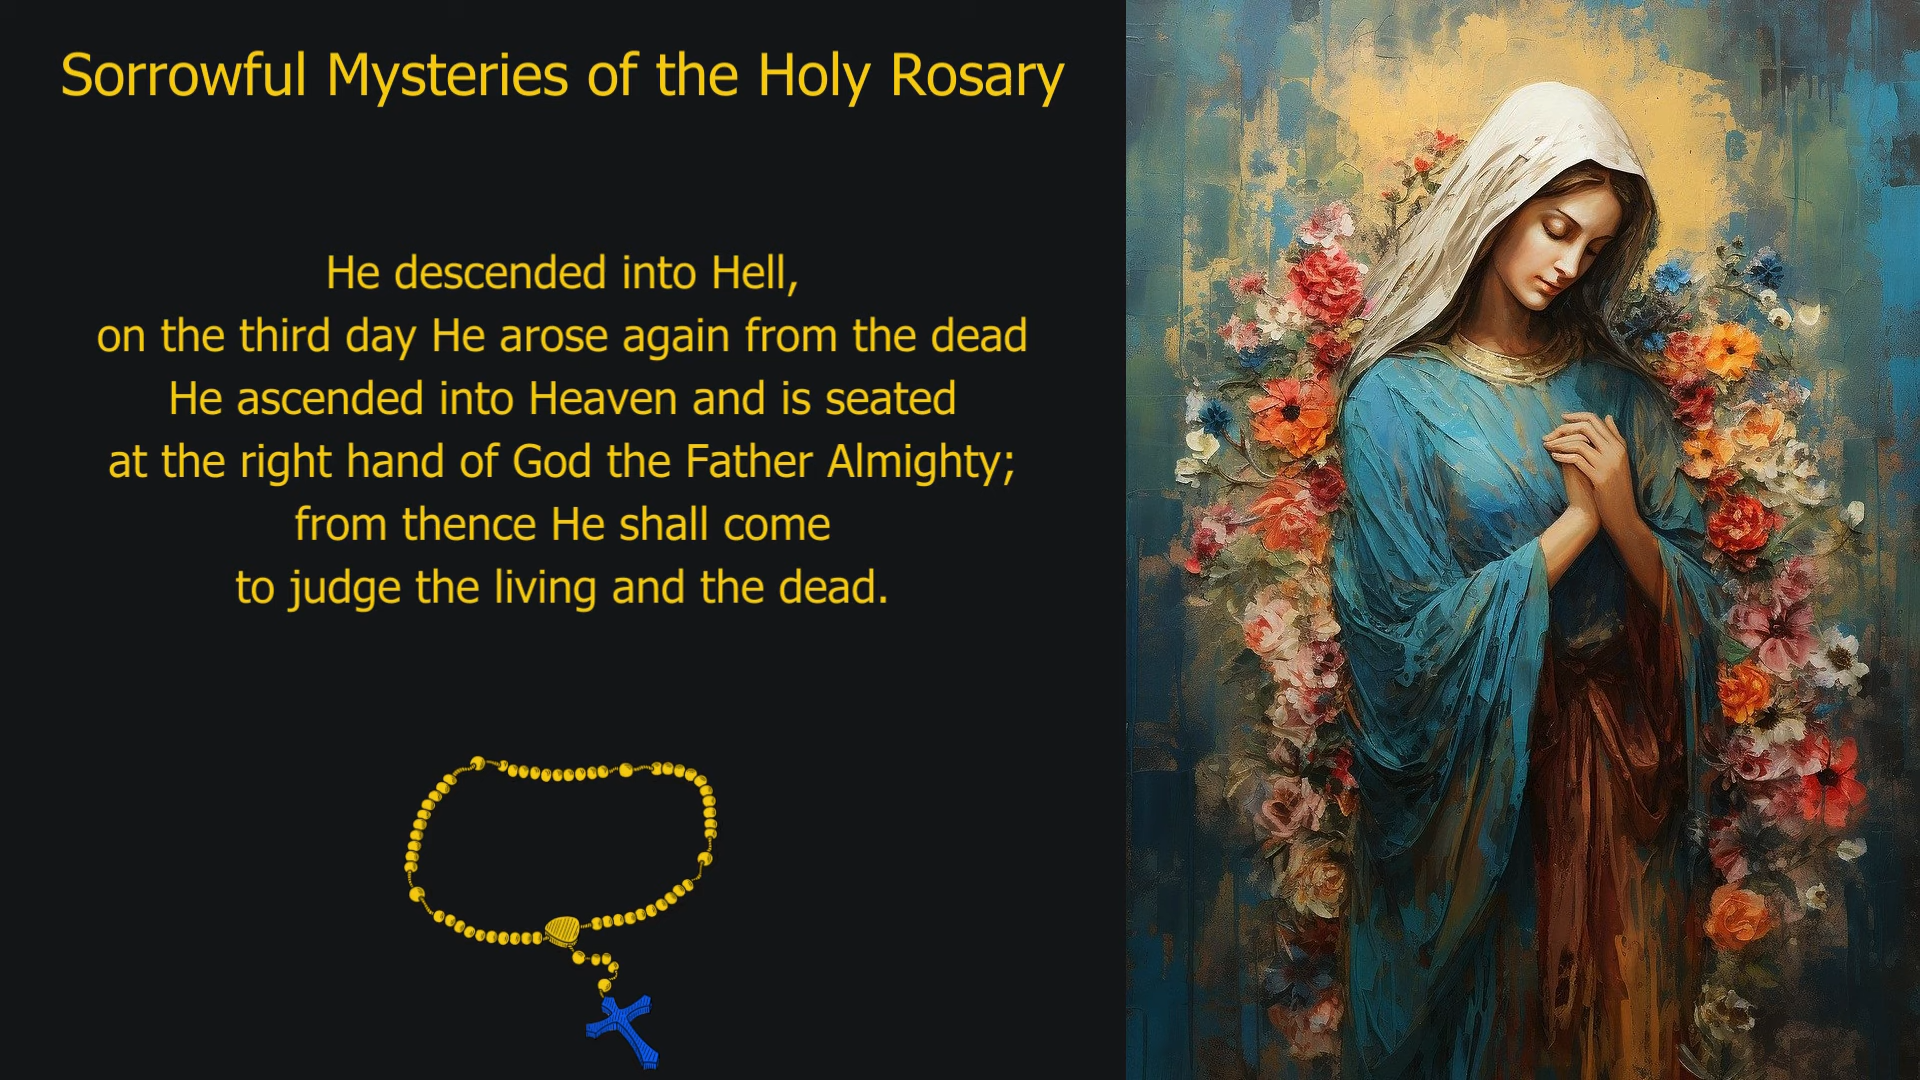 Sorrowful Mysteries of the Holy Rosary
He descended into Hell,
on the third day He arose again from the dead
He ascended into Heaven and is seated
at the right hand of God the Father Almighty;
from thence He shall come
to judge the living and the dead.